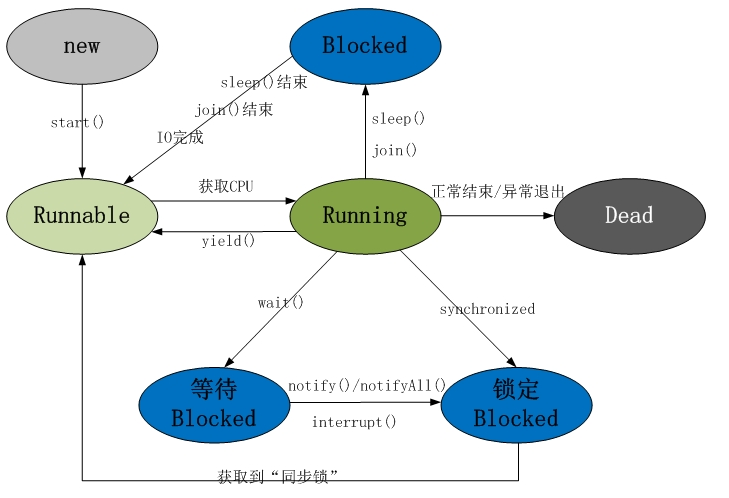 new
Blocked
sleep()结束
start()
join()结束
sleep()
IO完成
join()
获取CPU
正常结束/异常退出
Runnable
Running
Dead
yield()
wait()
synchronized
等待
Blocked
notify()/notifyAll()
interrupt()
锁定
Blocked
获取到“同步锁”